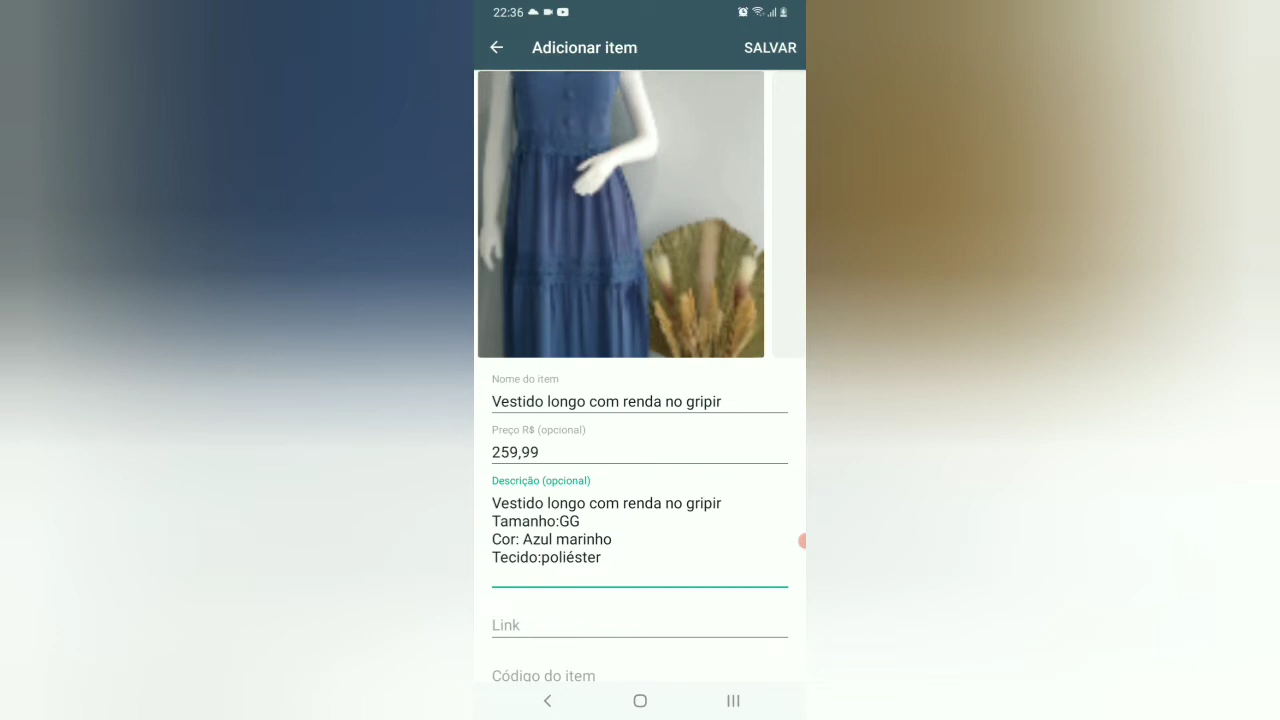 22:36
Adicionar item
SALVAR
Nome do item
Vestido longo com renda no gripir
Preço R$ (opcional)
259,99
Descrição (opcional)
Vestido longo com renda no gripir
Tamanho:GG
Cor: Azul marinho
Tecido:poliéster
Link
Código do item